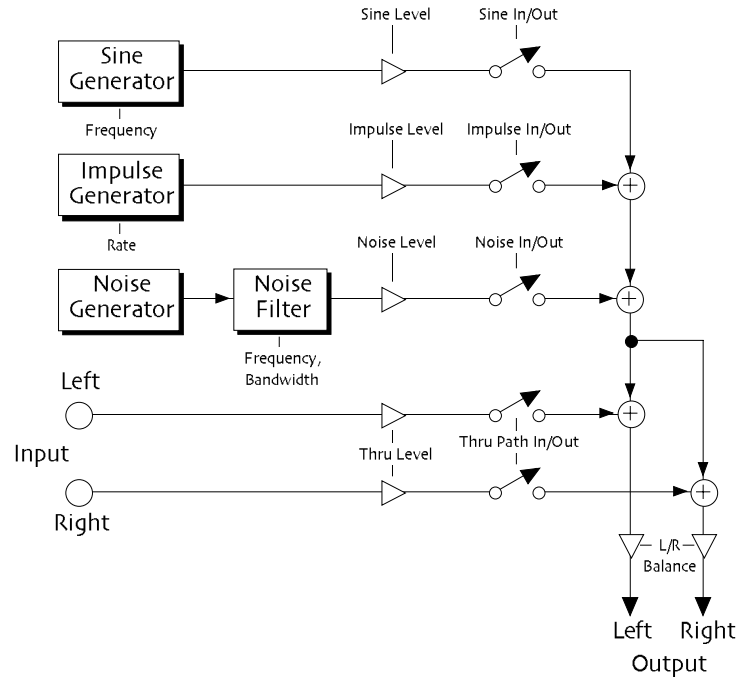 Sine Level
Sine In/Out
Sine
Generator
Frequency
Impulse Level
Impulse In/Out
Impulse
Generator
Rate
Noise Level
Noise In/Out
Noise
Generator
Noise
Filter
Frequency,
Bandwidth
Left
Input
Thru Level
Thru Path In/Out
Right
L/R
Balance
Left
Right
Output